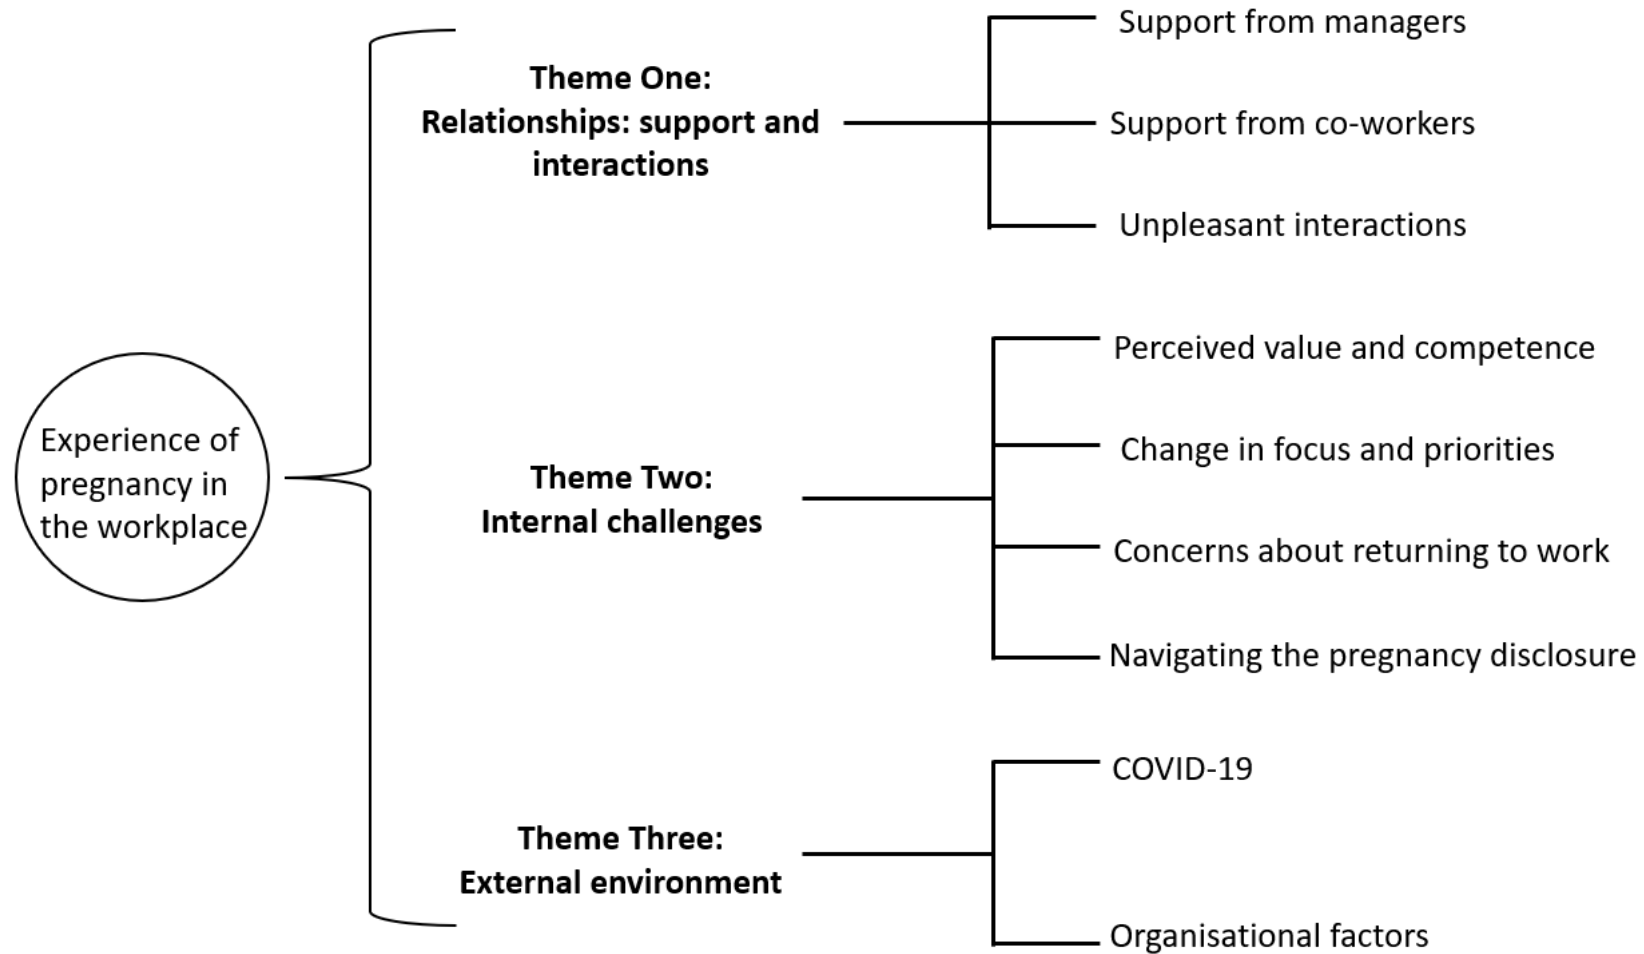 Experience of
pregnancy in
the workplace
Theme One:
Relationships: support and
interactions
Support from managers
Support from co-workers
Unpleasant interactions
Theme Two:
Internal challenges
Perceived value and competence
Change in focus and priorities
Concerns about returning to work
Navigating the pregnancy disclosure
Theme Three:
External environment
COVID-19
Organisational factors